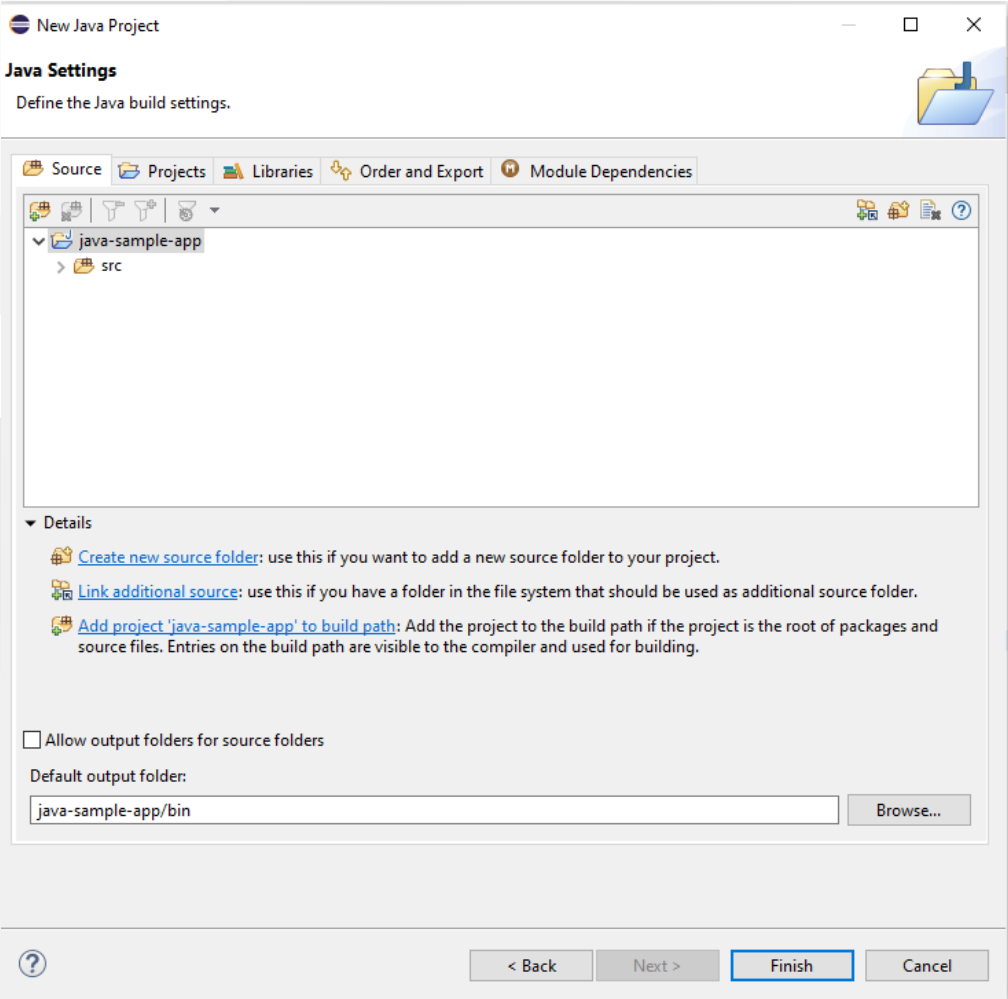 New Java Project
Java Settings
Define the Java build settings.
Source Projects Libraries Order and Export Module Dependencies
java-sample-app
src
Details
Create new source folder: use this if you want to add a new source folder to your project.
Link additional source: use this if you have a folder in the file system that should be used as additional source folder.
Add project 'java-sample-app' to build path: Add the project to the build path if the project is the root of packages and
source files. Entries on the build path are visible to the compiler and used for building.
Allow output folders for source folders
Default output folder:
java-sample-app/bin
Browse...
< Back Next > Finish Cancel